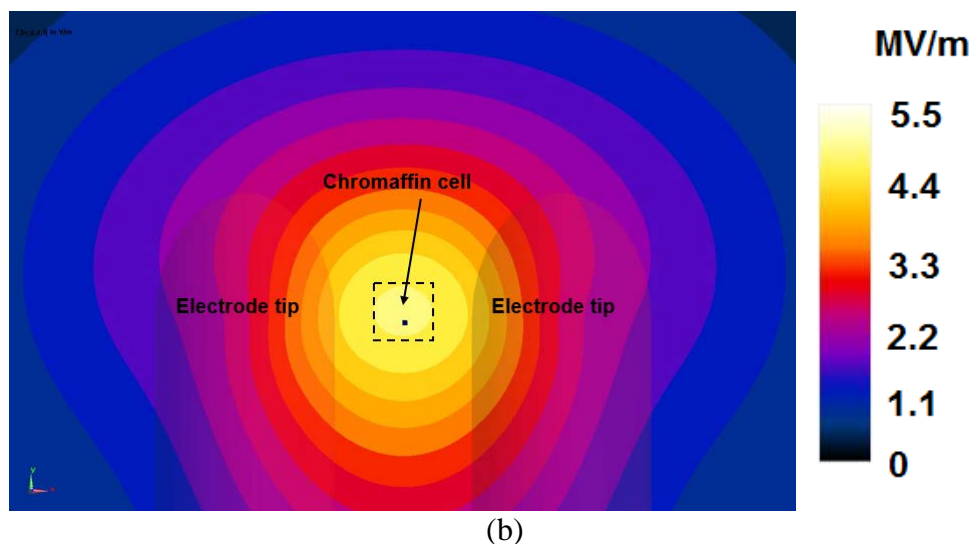 MV/m
5.5
Chromaffin cell
4.4
Electrode tip
Electrode tip
3.3
2.2
1.1
0
y
x
(b)